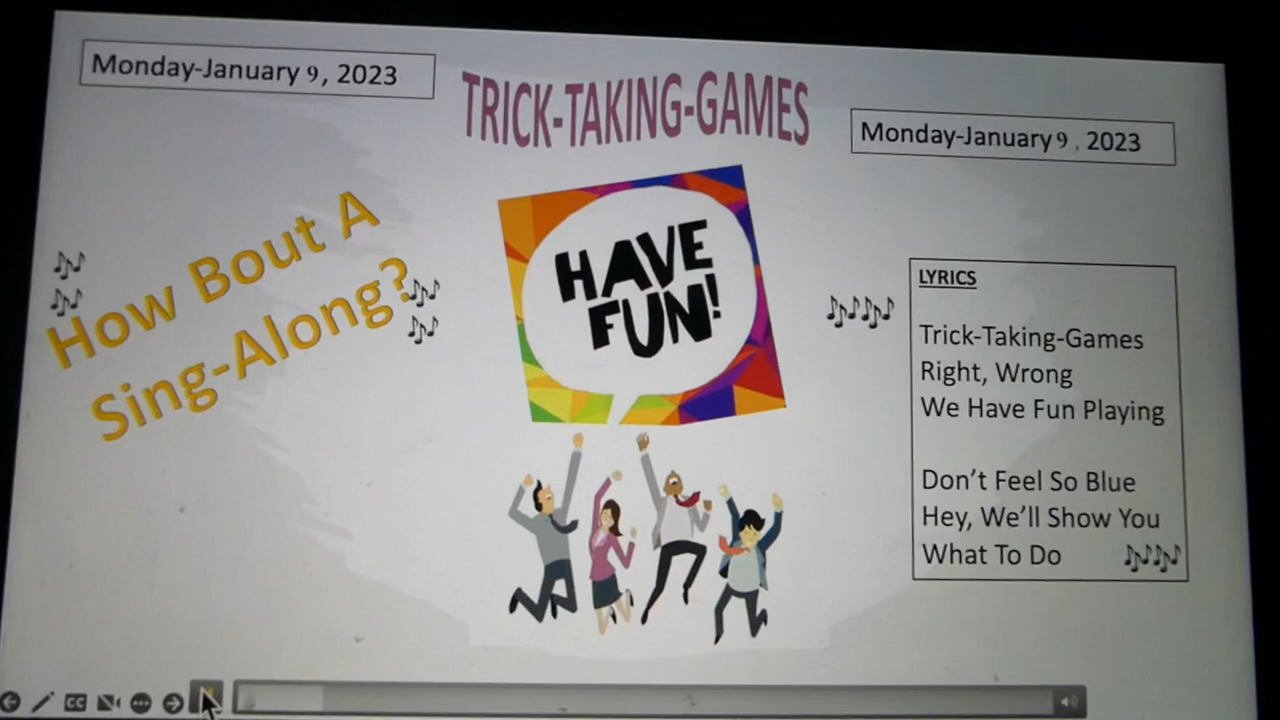 Monday-January 9, 2023
TRICK-TAKING-GAMES
Monday-January 9, 2023
How Bout A
Sing-Along?
HAVE
FUN!
LYRICS
Trick-Taking-Games
Right, Wrong
We Have Fun Playing
Don't Feel So Blue
Hey, We'll Show You
What To Do
CC